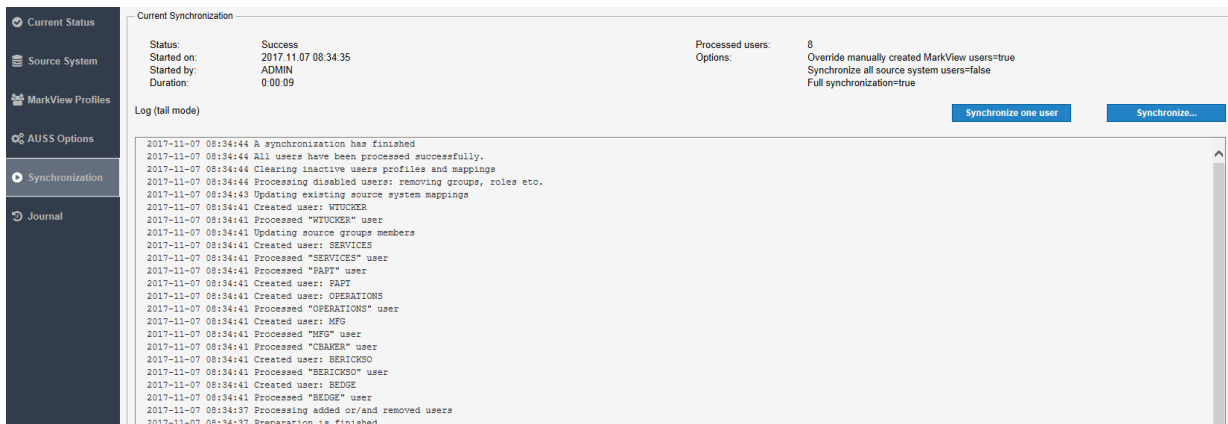 Current Status
Source System
MarkView Profiles
AUSS Options
Synchronization
Journal
Current Synchronization
Status: Success
Started on: 2017.11.07 08:34:35
Started by: ADMIN
Duration: 0:00:09
Processed users: 8
Options: Override manually created MarkView users=true
Synchronize all source system users=false
Full synchronization=true
Log (tail mode)
Synchronize one user
Synchronize...
2017-11-07 08:34:44 A synchronization has finished
2017-11-07 08:34:44 All users have been processed successfully.
2017-11-07 08:34:44 Clearing inactive users profiles and mappings
2017-11-07 08:34:44 Processing disabled users: removing groups, roles etc.
2017-11-07 08:34:43 Updating existing source system mappings
2017-11-07 08:34:41 Created user: WTUCKER
2017-11-07 08:34:41 Processed "WTUCKER" user
2017-11-07 08:34:41 Updating source groups members
2017-11-07 08:34:41 Created user: SERVICES
2017-11-07 08:34:41 Processed "SERVICES" user
2017-11-07 08:34:41 Processed "PAPT" user
2017-11-07 08:34:41 Created user: PAPT
2017-11-07 08:34:41 Created user: OPERATIONS
2017-11-07 08:34:41 Processed "OPERATIONS" user
2017-11-07 08:34:41 Created user: MFG
2017-11-07 08:34:41 Processed "MFG" user
2017-11-07 08:34:41 Processed "CBAKER" user
2017-11-07 08:34:41 Created user: BERICKSO
2017-11-07 08:34:41 Processed "BERICKSO" user
2017-11-07 08:34:41 Created user: BEDGE
2017-11-07 08:34:41 Processed "BEDGE" user
2017-11-07 08:34:37 Processing added or/and removed users
2017-11-07 08:34:37 Preparation is finished